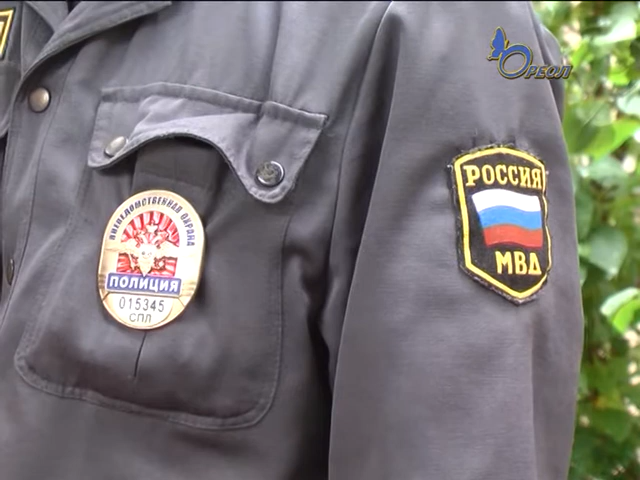 ОРЕОЛ
РОССИЯ
МВД
ВНЕВЕДОМСТВЕННАЯ ОХРАНА
ПОЛИЦИЯ
015345
СПЛ